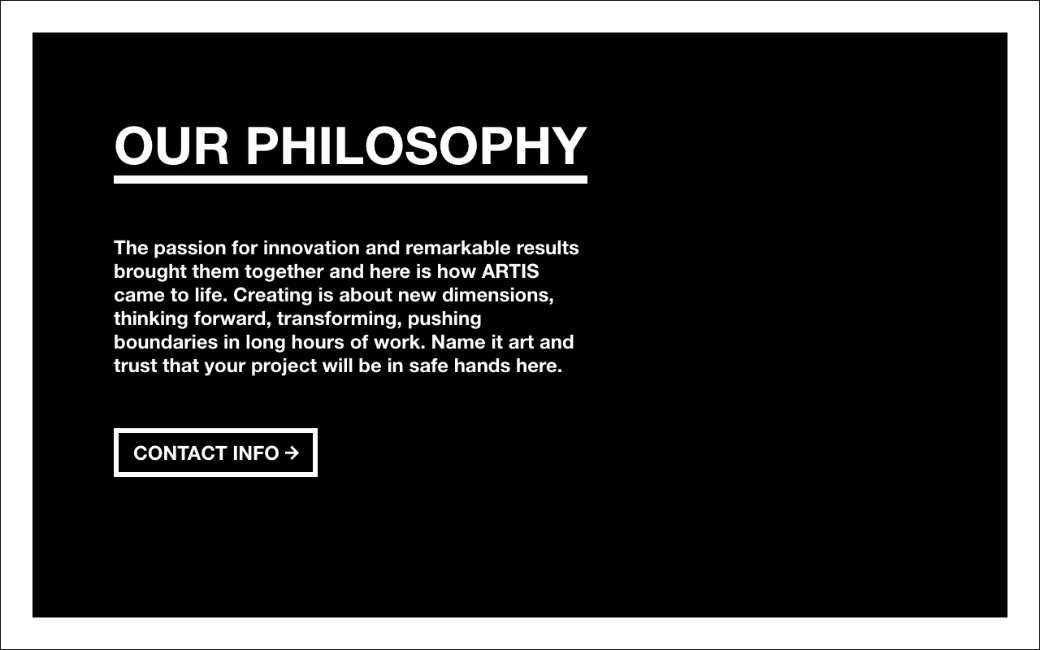 OUR PHILOSOPHY
The passion for innovation and remarkable results
brought them together and here is how ARTIS
came to life. Creating is about new dimensions,
thinking forward, transforming, pushing
boundaries in long hours of work. Name it art and
trust that your project will be in safe hands here.
CONTACT INFO →